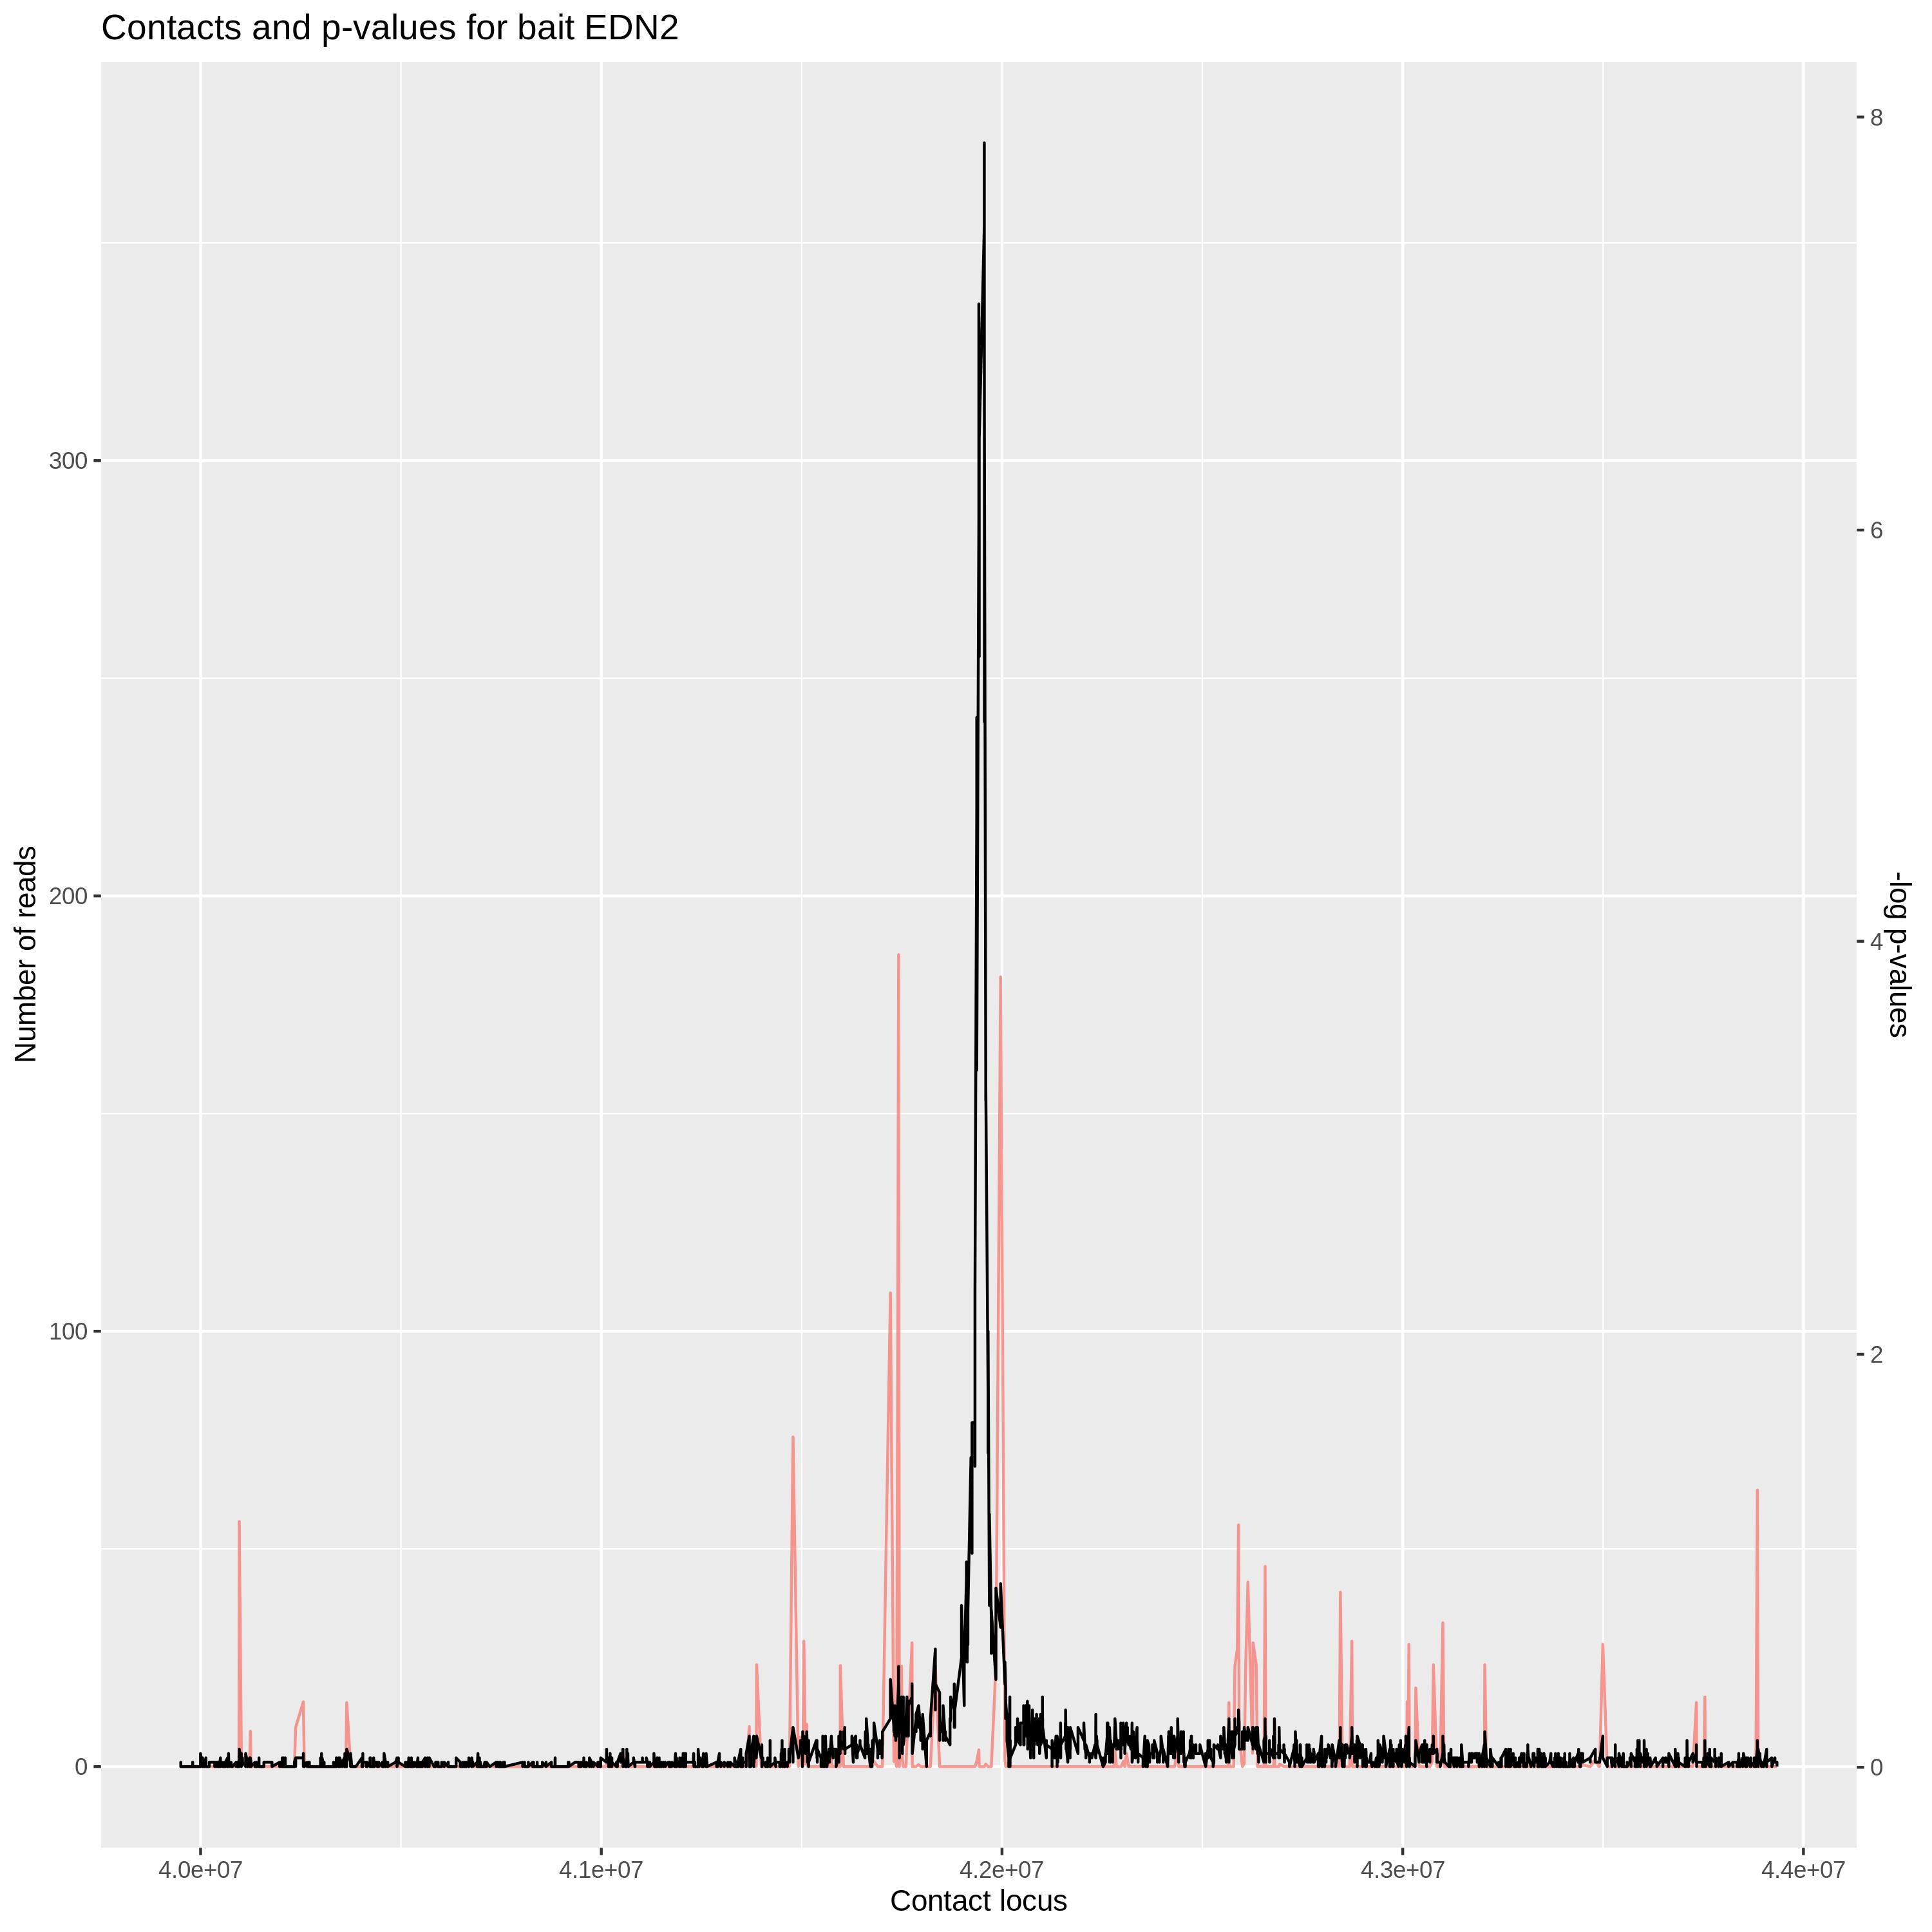 Contacts and p-values for bait EDN2
Number of reads
300
200
100
0
8
6
4
2
0
-log p-values
4.0e+07
4.1e+07
4.2e+07
4.3e+07
4.4e+07
Contact locus